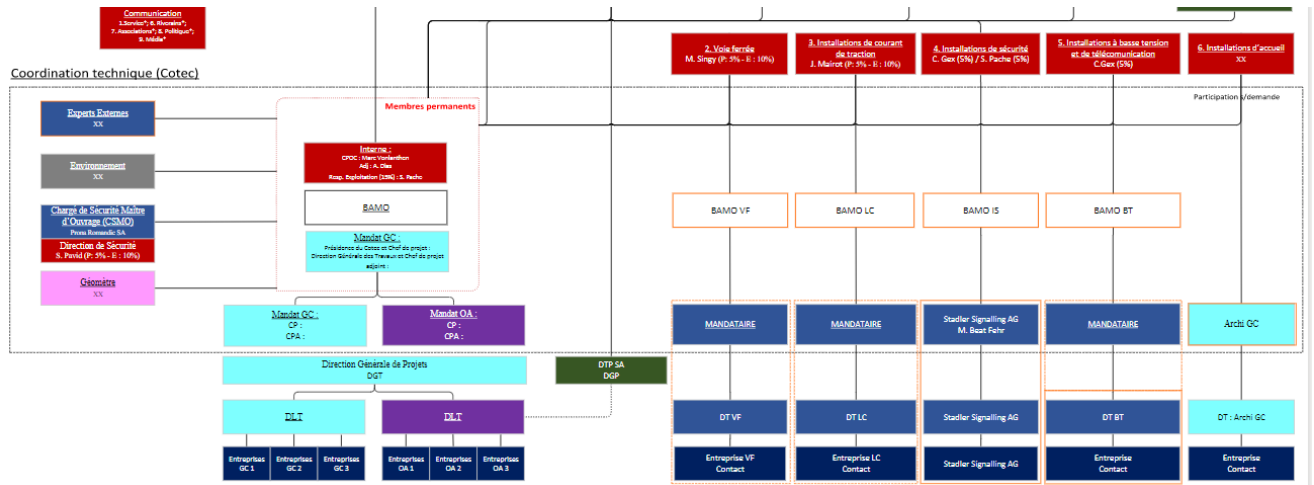 Communication
1.Service*; 6. Riverains*;
7. Associations*; 8. Politique*;
9. Média*
2. Voie ferrée
M. Singy (P: 5% - E : 10%)
3. Installations de courant
de traction
J. Mairot (P: 5% - E : 10%)
4. Installations de sécurité
C. Gex (5%) / S. Pache (5%)
5. Installations à basse tension
et de télécommunication
C.Gex (5%)
6. Installations d'accueil
XX
Coordination technique (Cotec)
Membres permanents
Participation s/demande
Experts Externes
XX
Environnement
XX
Chargé de Sécurité Maître
d'Ouvrage (CSMO)
Prona Romandie SA
Direction de Sécurité
S. Pavid (P: 5% - E : 10%)
Géomètre
XX
Interne :
CPOC : Marc Vonlanthon
Adj : A. Dias
Resp. Exploitation (15%) : S. Pache
BAMO
Mandat GC :
Présidence du Cotec et Chef de projet :
Direction Générale des Travaux et Chef de projet
adjoint :
BAMO VF
BAMO LC
BAMO IS
BAMO BT
Mandat GC :
CP :
CPA :
Mandat OA :
CP :
CPA :
MANDATAIRE
MANDATAIRE
Stadler Signalling AG
M. Beat Fehr
MANDATAIRE
Archi GC
Direction Générale de Projets
DGT
DTP SA
DGP
DLT
DLT
DT VF
DT LC
Stadler Signalling AG
DT BT
DT : Archi GC
Entreprises
GC 1
Entreprises
GC 2
Entreprises
GC 3
Entreprises
OA 1
Entreprises
OA 2
Entreprises
OA 3
Entreprise VF
Contact
Entreprise LC
Contact
Stadler Signalling AG
Entreprise
Contact
Entreprise
Contact